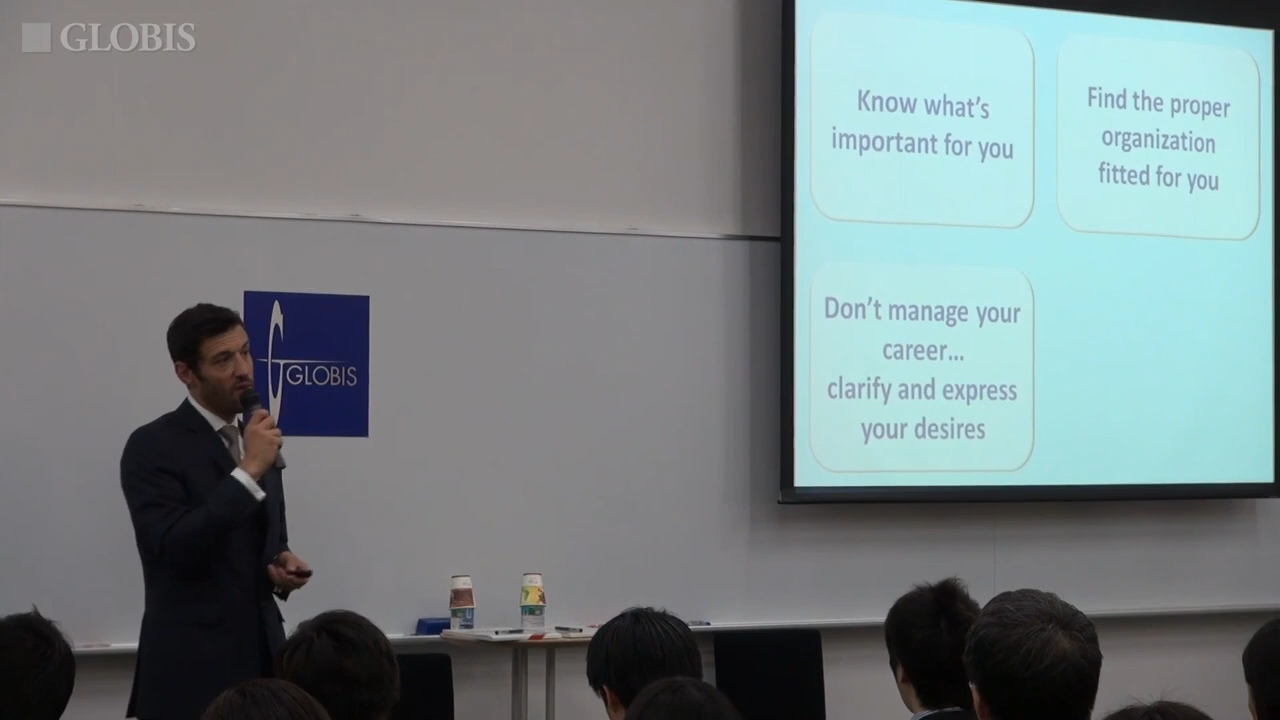 GLOBIS
Know what's
important for you
Find the proper
organization
fitted for you
Don't manage your
career...
clarify and express
your desires
GLOBIS